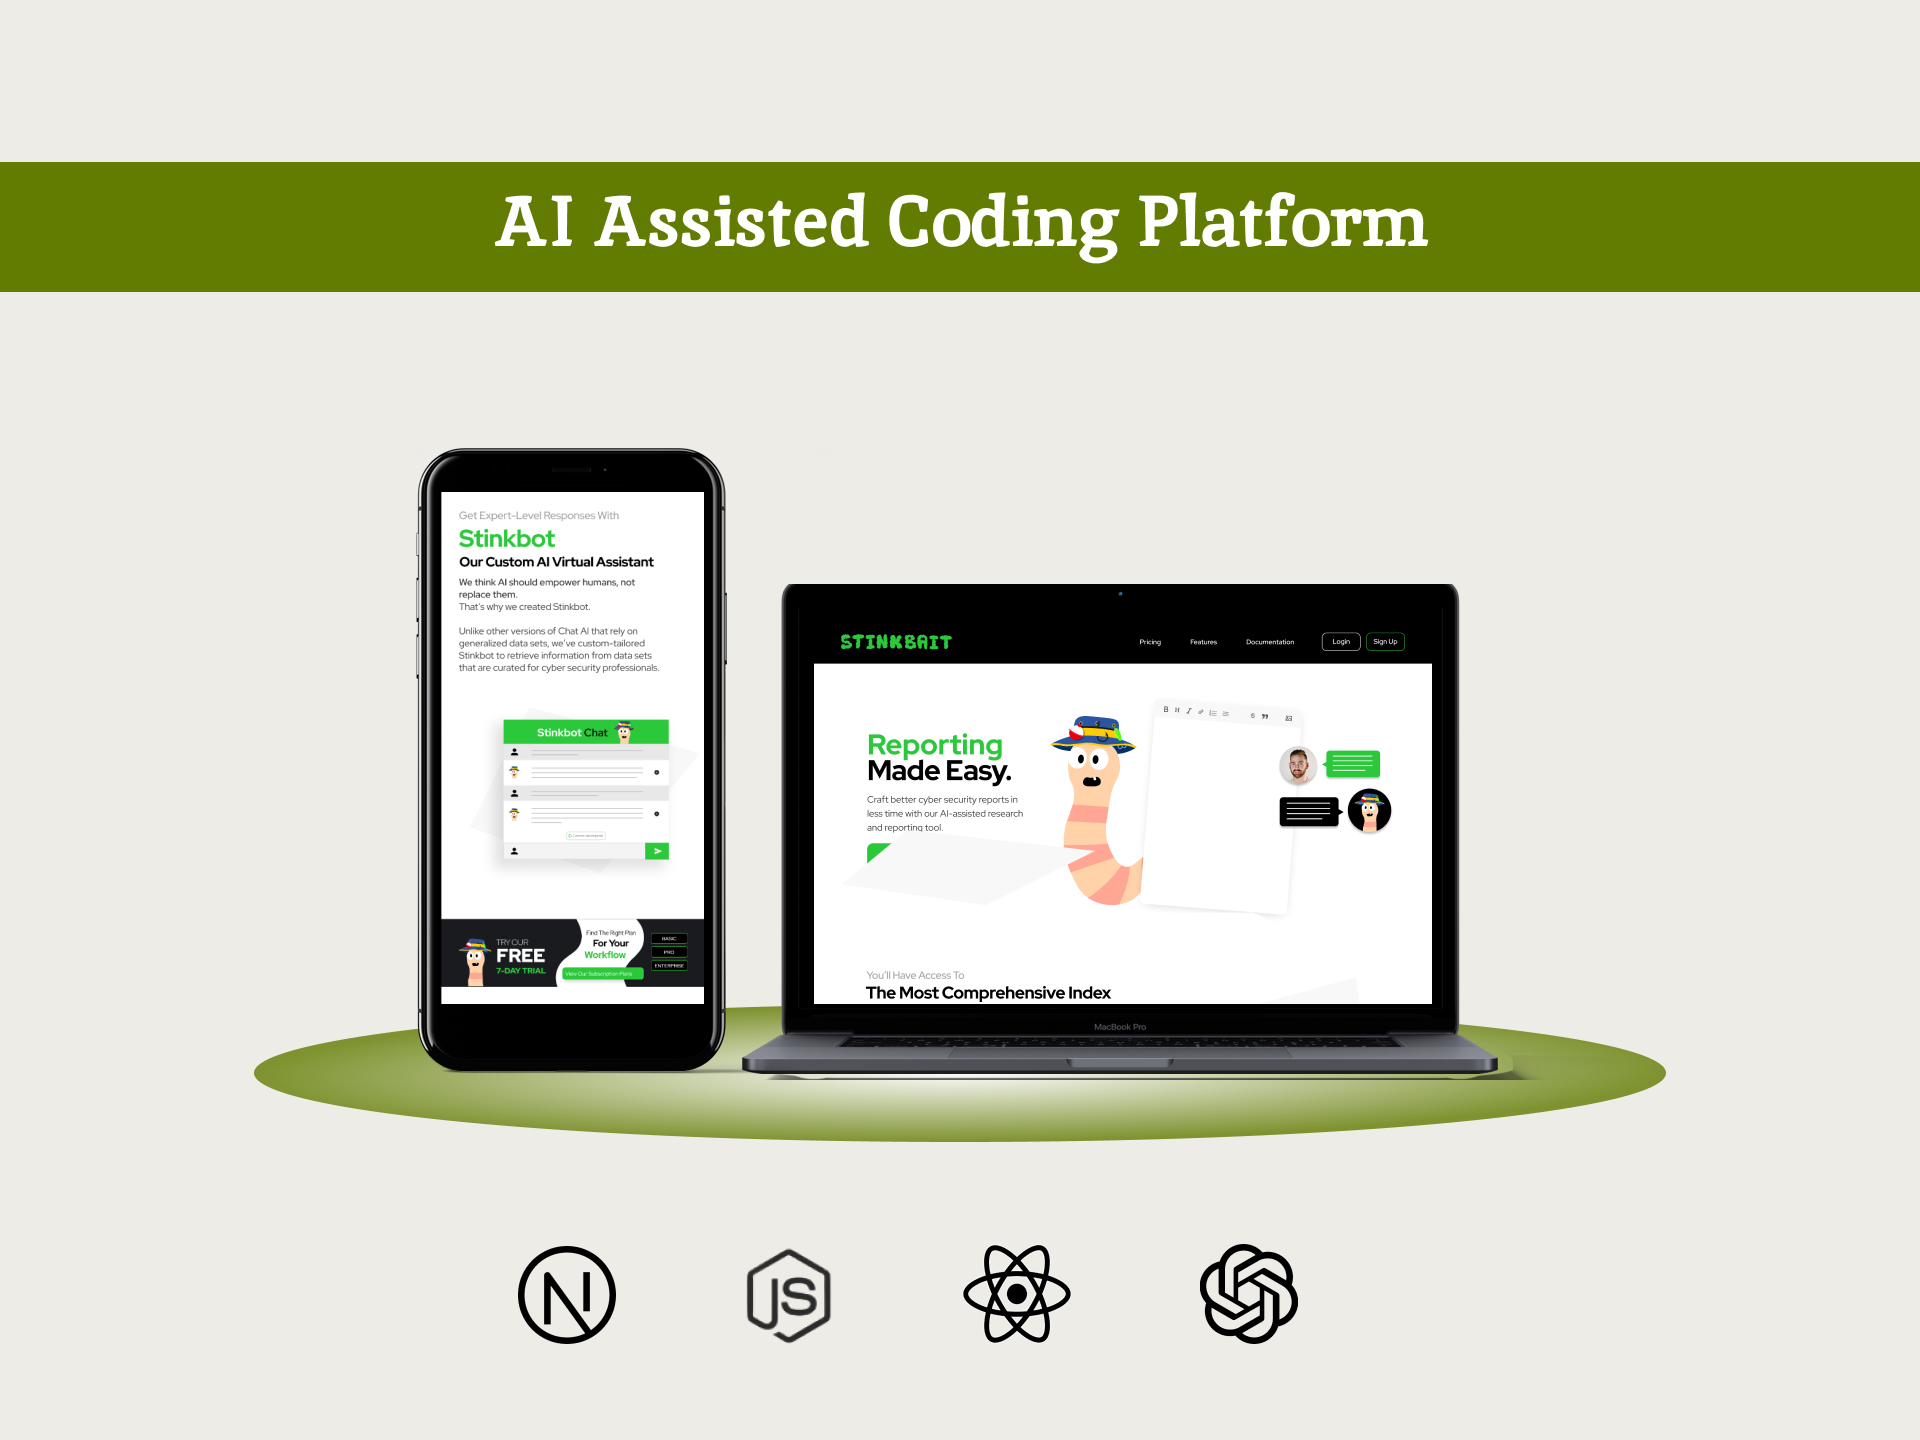 AI Assisted Coding Platform
Get Expert-Level Responses With
Stinkbot
Our Custom AI Virtual Assistant
We think AI should empower humans, not
replace them.
That's why we created Stinkbot.
Unlike other versions of Chat AI that rely on
generalized data sets, we've custom-tailored
Stinkbot to retrieve information from data sets
that are curated for cyber security professionals.
Stinkbot Chat
TRY OUR
FREE
7-DAY TRIAL
Find The Right Plan
For Your
Workflow
View Our Subscription Plans
BASIC
PRO
ENTERPRISE
STINKBAIT
Pricing
Features
Documentation
Login
Sign Up
Reporting
Made Easy.
Craft better cyber security reports in
less time with our AI-assisted research
and reporting tool.
B H I S
You'll Have Access To
The Most Comprehensive Index
MacBook Pro
N
JS